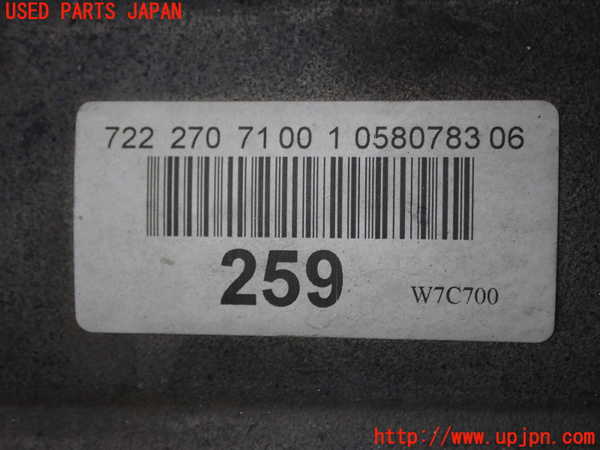 USED PARTS JAPAN
722 270 71 00 1 0580783 06
259
W7C700
http://www.upjpn.com/